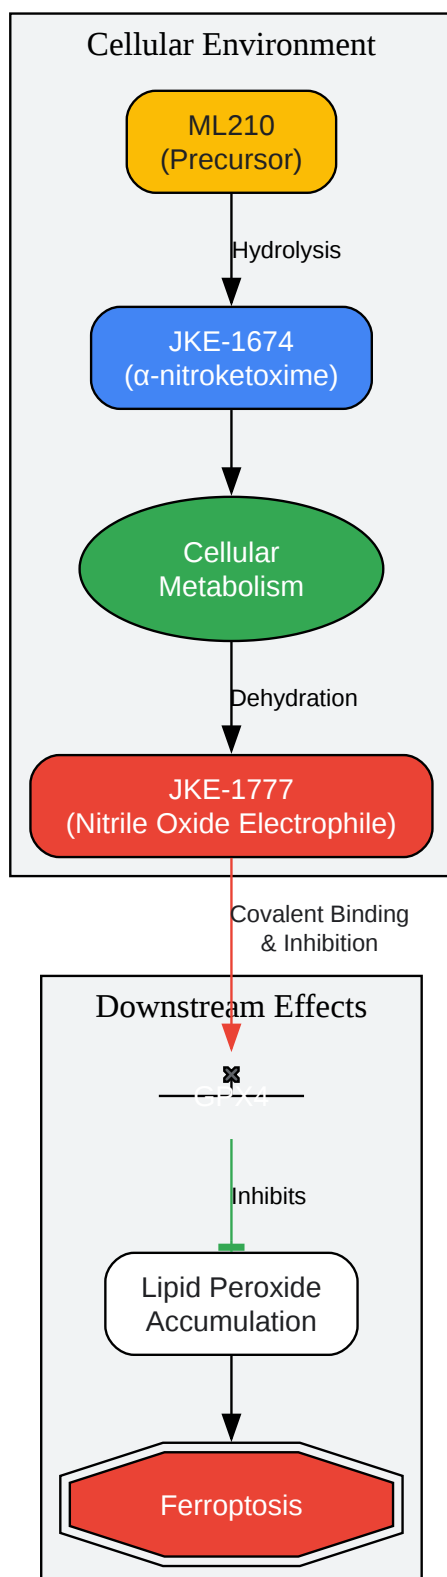 Cellular Environment
ML210
(Precursor)
Hydrolysis
JKE-1674
(α-nitroketoxime)
Cellular
Metabolism
Dehydration
JKE-1777
(Nitrile Oxide Electrophile)
Covalent Binding
& Inhibition
Downstream Effects
GPX4
Inhibits
Lipid Peroxide
Accumulation
Ferroptosis